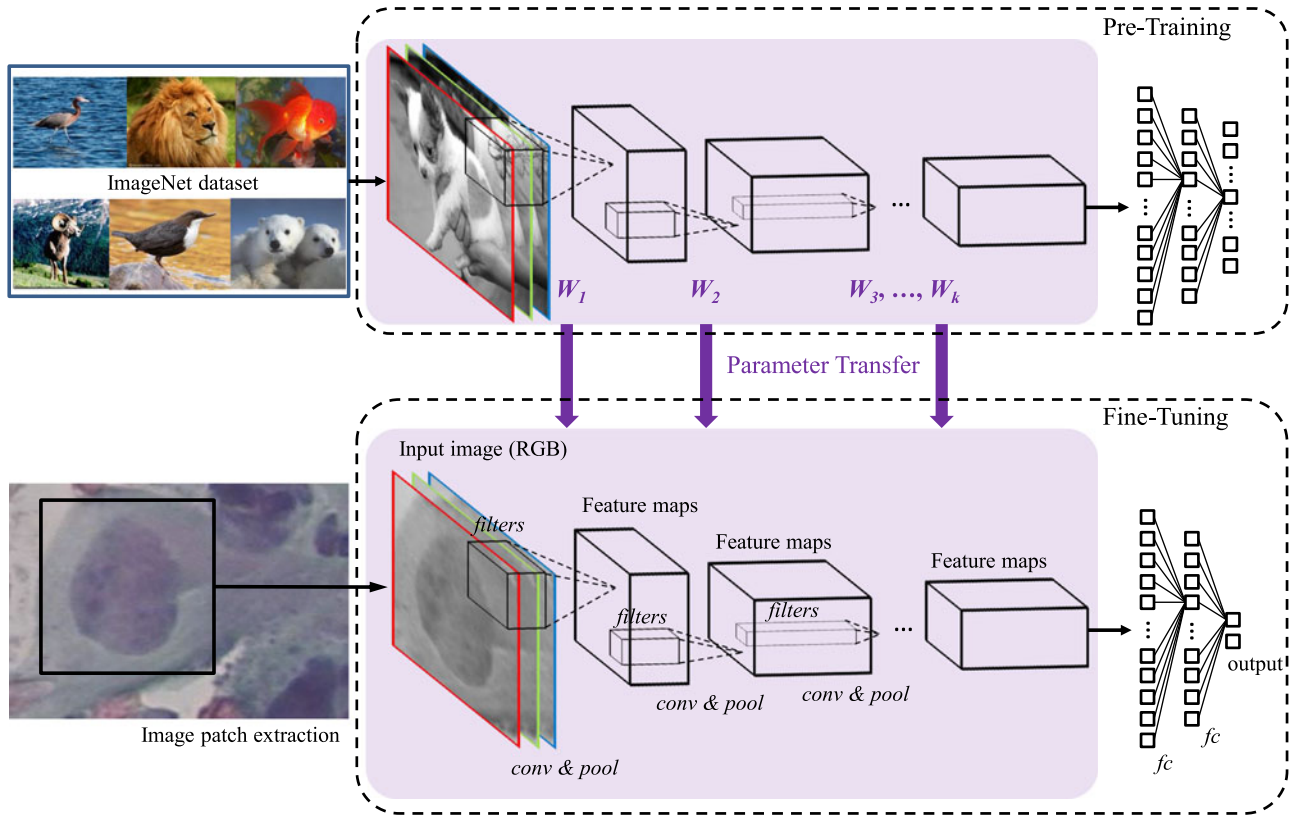 Pre-Training
ImageNet dataset
W1 W2 W3, ..., Wk
Parameter Transfer
Fine-Tuning
Input image (RGB)
filters
Feature maps
Feature maps
Feature maps
filters
filters
output
conv & pool
conv & pool
conv & pool
fc
fc
Image patch extraction